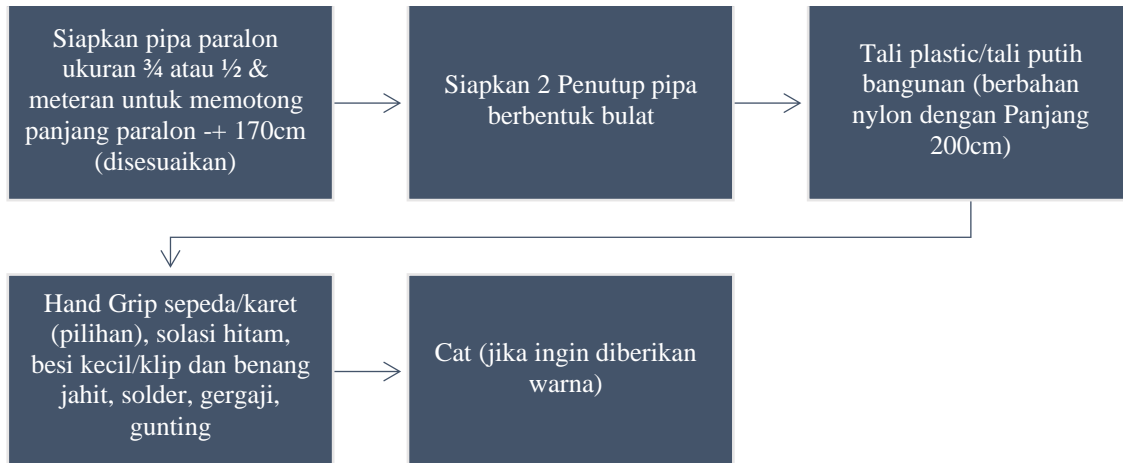 Siapkan pipa paralon
ukuran ¾ atau ½ &
meteran untuk memotong
panjang paralon -+ 170cm
(disesuaikan)
Siapkan 2 Penutup pipa
berbentuk bulat
Tali plastic/tali putih
bangunan (berbahan
nylon dengan Panjang
200cm)
Hand Grip sepeda/karet
(pilihan), solasi hitam,
besi kecil/klip dan benang
jahit, solder, gergaji,
gunting
Cat (jika ingin diberikan
warna)